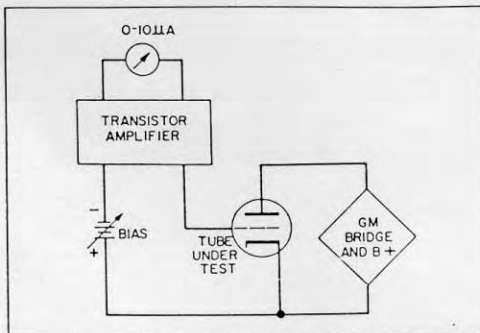 0-10µA
TRANSISTOR
AMPLIFIER
-
BIAS
+
TUBE
UNDER
TEST
GM
BRIDGE
AND B +